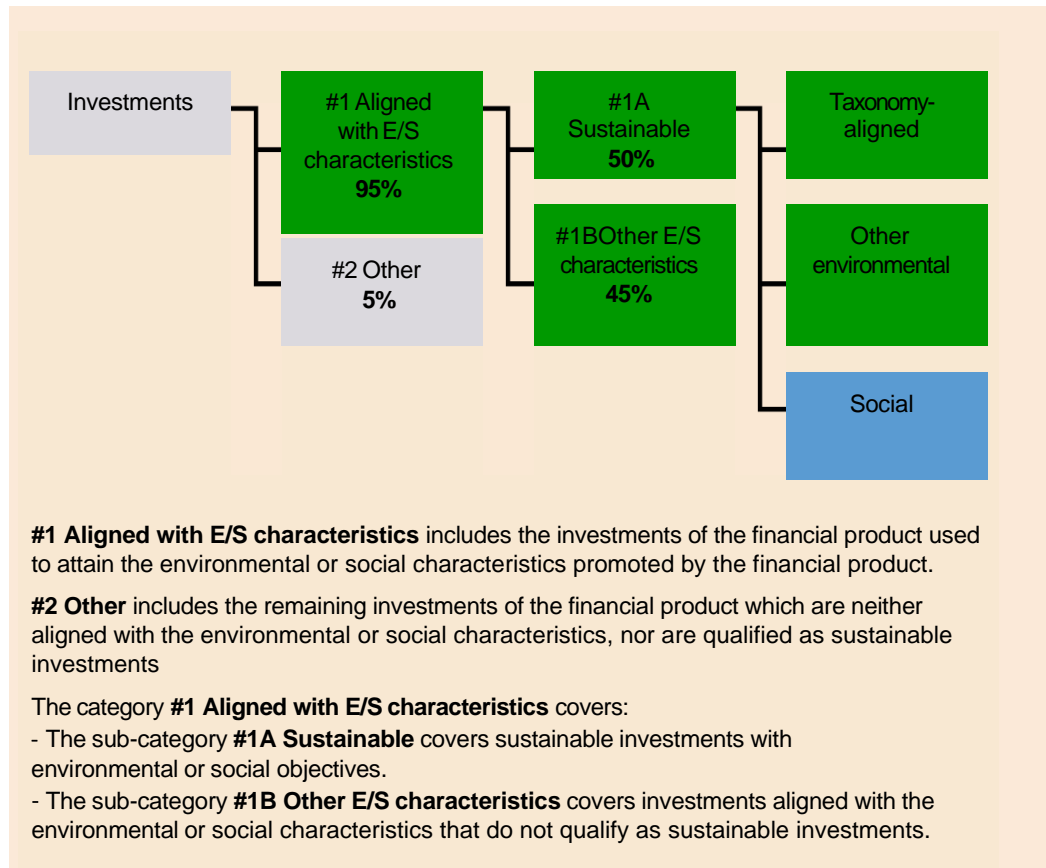 Investments
#1 Aligned
with E/S
characteristics
95%
#2 Other
5%
#1A
Sustainable
50%
#1BOther E/S
characteristics
45%
Taxonomy-
aligned
Other
environmental
Social
#1 Aligned with E/S characteristics includes the investments of the financial product used
to attain the environmental or social characteristics promoted by the financial product.
#2 Other includes the remaining investments of the financial product which are neither
aligned with the environmental or social characteristics, nor are qualified as sustainable
investments
The category #1 Aligned with E/S characteristics covers:
- The sub-category #1A Sustainable covers sustainable investments with
environmental or social objectives.
- The sub-category #1B Other E/S characteristics covers investments aligned with the
environmental or social characteristics that do not qualify as sustainable investments.